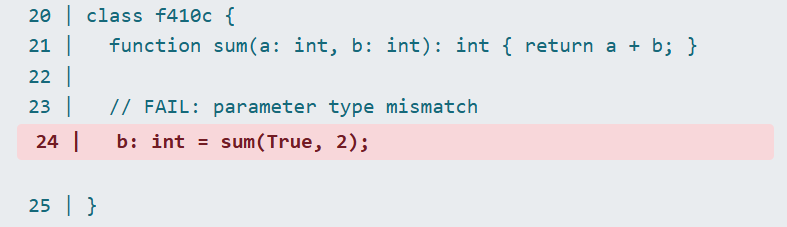 20 | class f410c {
21 |   function sum(a: int, b: int): int { return a + b; }
22 |
23 |   // FAIL: parameter type mismatch
24 |   b: int = sum(True, 2);
25 | }